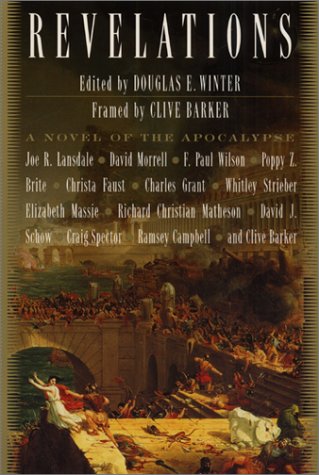 REVELATIONS
Edited by DOUGLAS E. WINTER
Framed by CLIVE BARKER
A NOVEL OF THE APOCALYPSE
Joe R. Lansdale • David Morrell • F. Paul Wilson • Poppy Z.
Brite • Christa Faust • Charles Grant • Whitley Strieber
Elizabeth Massie • Richard Christian Matheson • David J.
Schow • Craig Spector • Ramsey Campbell • and Clive Barker